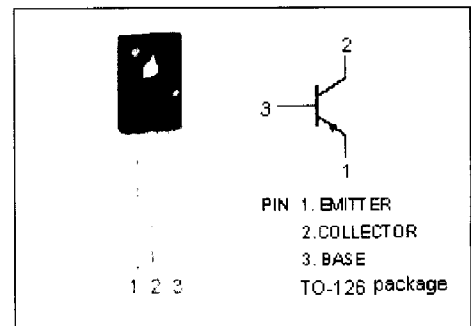 2
3
1
PIN 1. EMITTER
2.COLLECTOR
3. BASE
1 2 3
TO-126 package